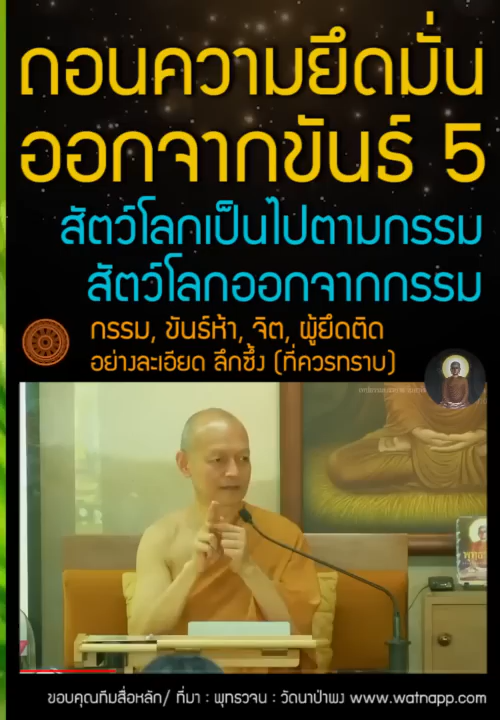 ถอนความยึดมั่น
ออกจากขันธ์ 5
สัตว์โลกเป็นไปตามกรรม
สัตว์โลกออกจากกรรม
กรรม, ขันธ์ห้า, จิต, ผู้ยึดติด
อย่างละเอียด ลึกซึ้ง (ที่ควรทราบ)
ขอบคุณทีมสื่อหลัก/ ที่มา : พุทธวจน : วัดนาป่าพง www.watnapp.com